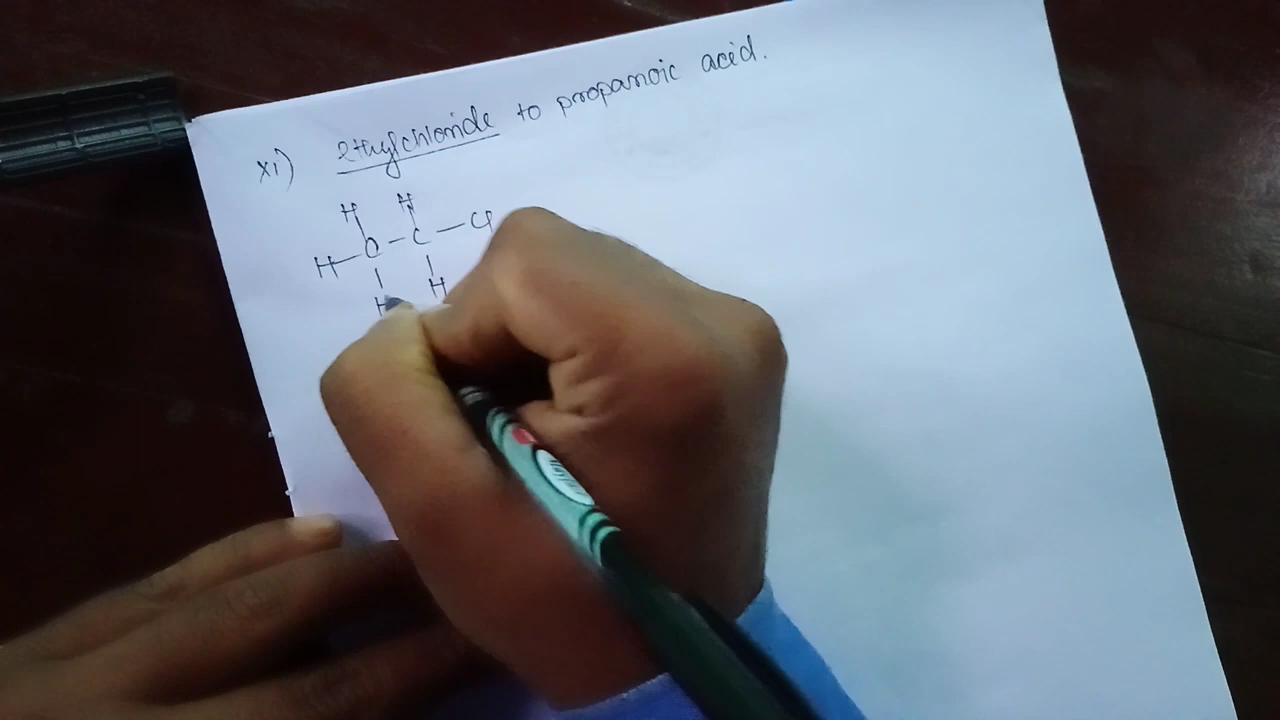 xi) ethylchloride to propanoic acid.
H H
H - C - C - Cl
H H